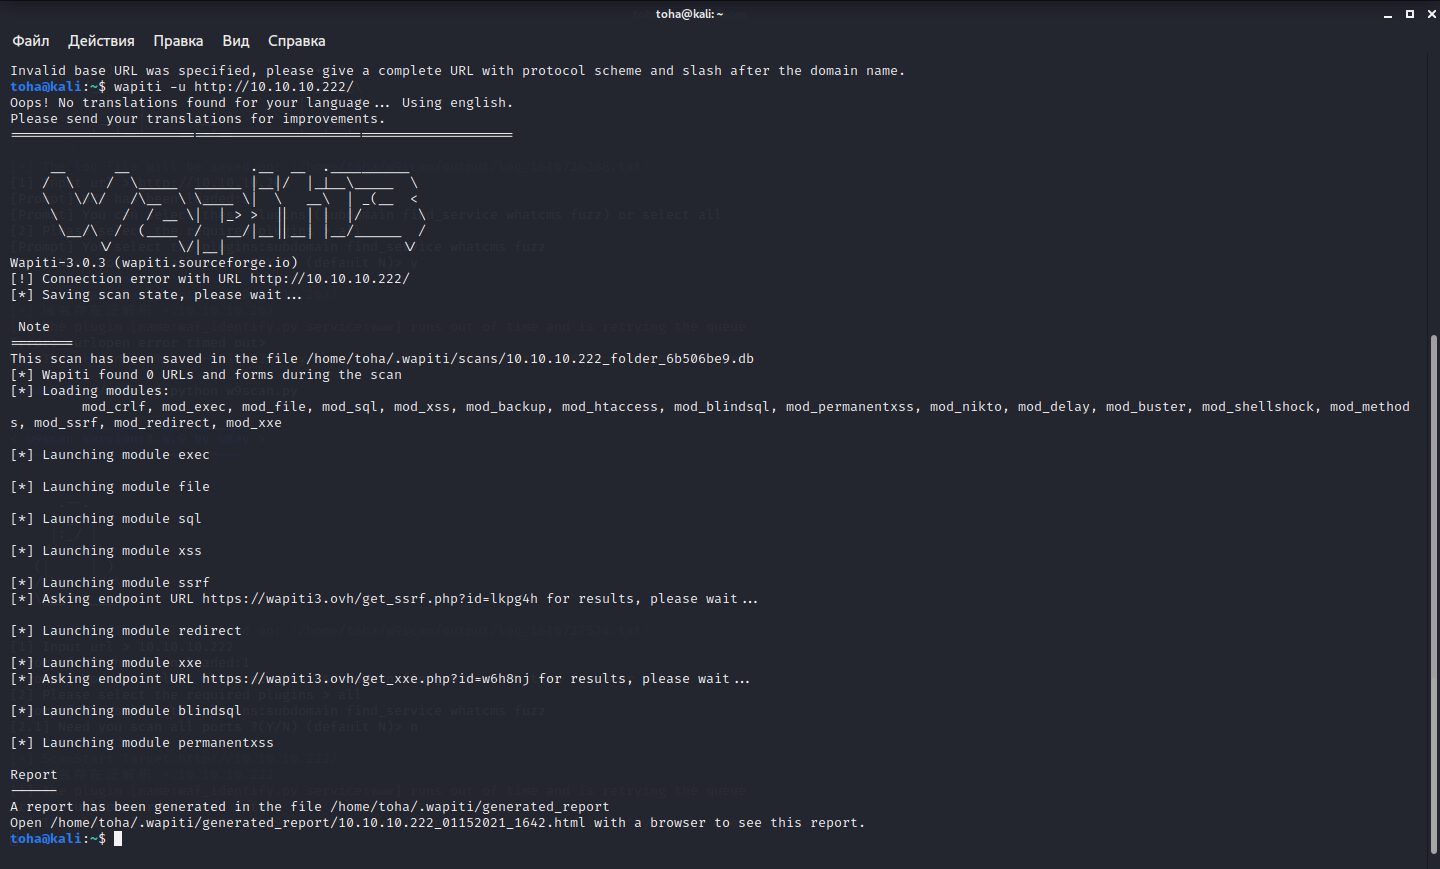 toha@kali: ~
Файл Действия Правка Вид Справка
Invalid base URL was specified, please give a complete URL with protocol scheme and slash after the domain name.
toha@kali:~$ wapiti -u http://10.10.10.222/
Oops! No translations found for your language... Using english.
Please send your translations for improvements.
Wapiti-3.0.3 (wapiti.sourceforge.io)
[!] Connection error with URL http://10.10.10.222/
[*] Saving scan state, please wait...
Note
This scan has been saved in the file /home/toha/.wapiti/scans/10.10.10.222_folder_6b506be9.db
[*] Wapiti found 0 URLs and forms during the scan
[*] Loading modules:
mod_crlf, mod_exec, mod_file, mod_sql, mod_xss, mod_backup, mod_htaccess, mod_blindsql, mod_permanentxss, mod_nikto, mod_delay, mod_buster, mod_shellshock, mod_method
s, mod_ssrf, mod_redirect, mod_xxe
[*] Launching module exec
[*] Launching module file
[*] Launching module sql
[*] Launching module xss
[*] Launching module ssrf
[*] Asking endpoint URL https://wapiti3.ovh/get_ssrf.php?id=lkpg4h for results, please wait...
[*] Launching module redirect
[*] Launching module xxe
[*] Asking endpoint URL https://wapiti3.ovh/get_xxe.php?id=w6h8nj for results, please wait...
[*] Launching module blindsql
[*] Launching module permanentxss
Report
A report has been generated in the file /home/toha/.wapiti/generated_report
Open /home/toha/.wapiti/generated_report/10.10.10.222_01152021_1642.html with a browser to see this report.
toha@kali:~$